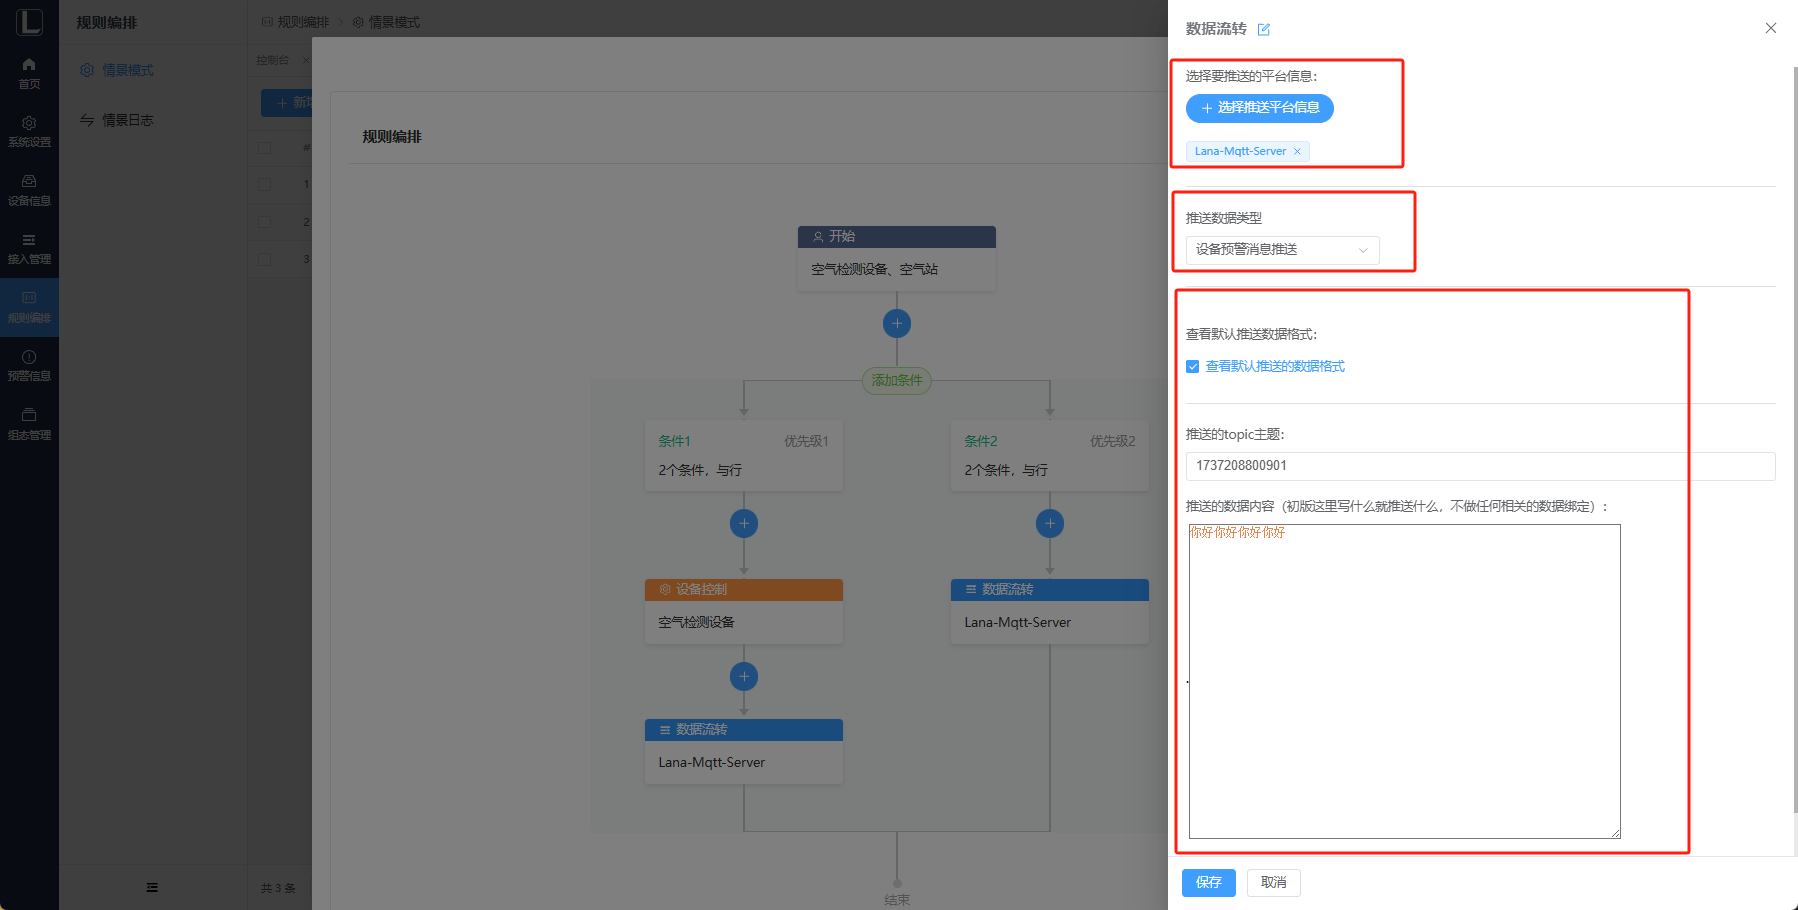 规则编排
规则编排
情景模式
首页
系统设置
设备信息
接入管理
规则编排
预警信息
组态管理
情景模式
情景日志
控制台
新增
#
1
2
3
共 3 条
规则编排
开始
空气检测设备、空气站
添加条件
条件1
优先级1
2个条件，与行
条件2
优先级2
2个条件，与行
设备控制
空气检测设备
数据流转
Lana-Mqtt-Server
数据流转
Lana-Mqtt-Server
结束
数据流转
选择要推送的平台信息：
选择推送平台信息
Lana-Mqtt-Server
推送数据类型
设备预警消息推送
查看默认推送数据格式：
查看默认推送的数据格式
推送的topic主题：
1737208800901
推送的数据内容（初版这里写什么就推送什么，不做任何相关的数据绑定）：
你好你好你好你好
保存
取消